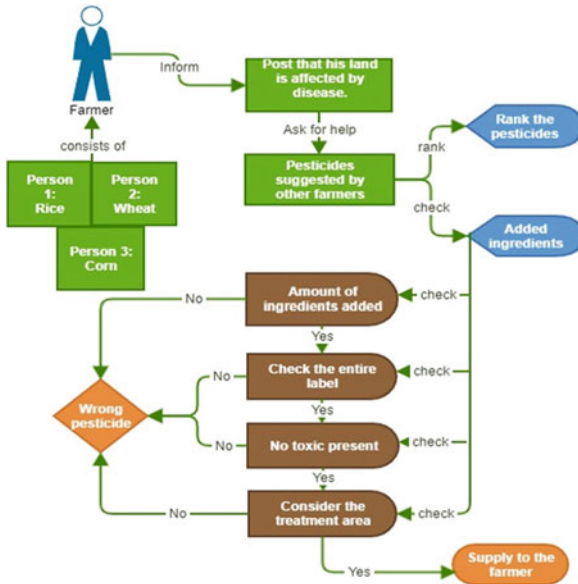 Post that his land
is affected by
disease.
Inform
Farmer
Ask for help
Rank the
pesticides
rank
consists of
Pesticides
suggested by
other farmers
Person
1:
Rice
Person
2:
Wheat
check
Added
ingredients
Person 3:
Corn
No
Amount of
ingredients added
check
Yes
No
Check the entire
label
check
Wrong
pesticide
Yes
No
No toxic present
check
Yes
No
Consider the
treatment area
check
Yes
Supply to the
farmer